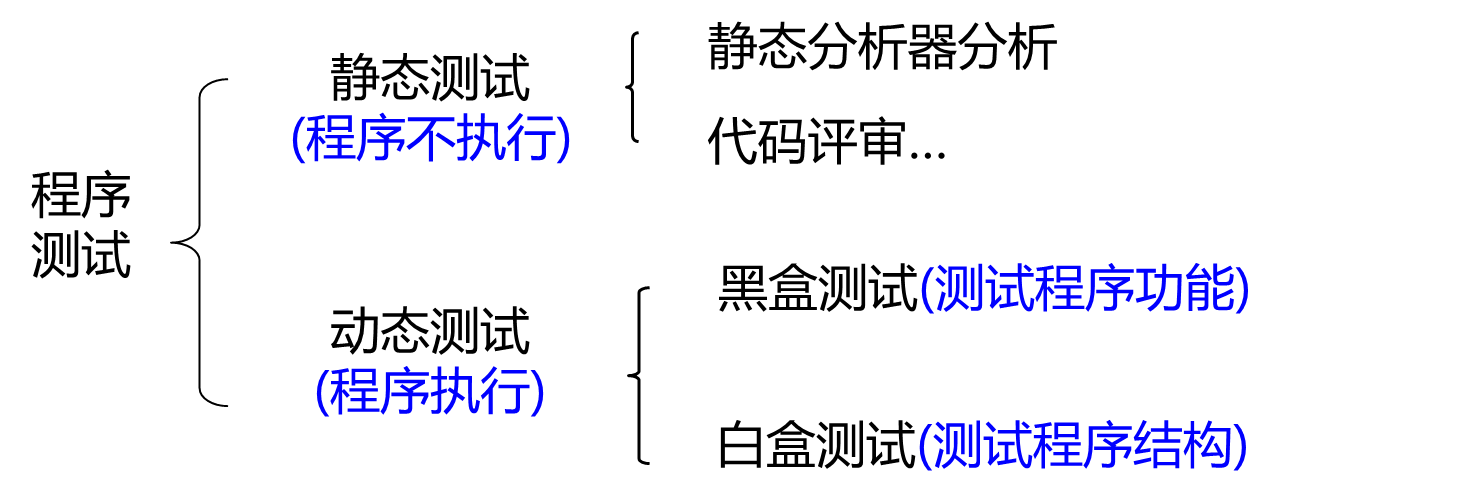 程序
测试
静态测试
(程序不执行)
静态分析器分析
代码评审...
动态测试
(程序执行)
黑盒测试(测试程序功能)
白盒测试(测试程序结构)